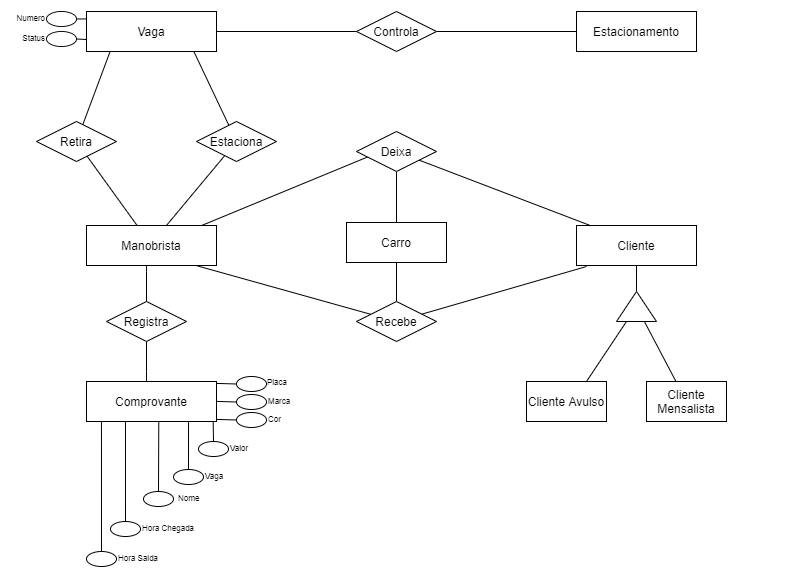 Numero
Status
Vaga
Controla
Estacionamento
Retira
Estaciona
Deixa
Manobrista
Carro
Cliente
Registra
Recebe
Comprovante
Placa
Marca
Cor
Cliente Avulso
Cliente
Mensalista
Valor
Vaga
Nome
Hora Chegada
Hora Saida